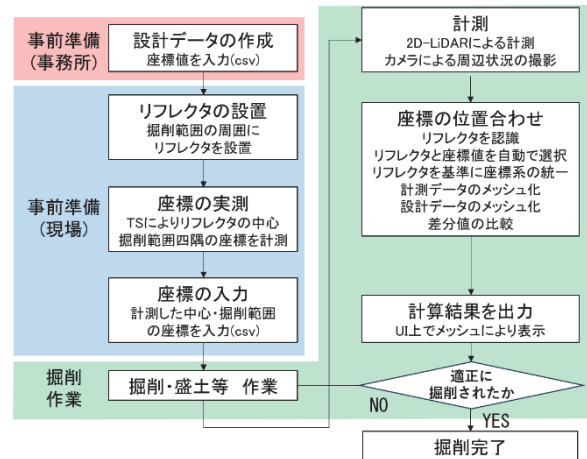 事前準備
(事務所)
設計データの作成
座標値を入力(csv)
事前準備
(現場)
リフレクタの設置
掘削範囲の周囲に
リフレクタを設置
座標の実測
TSによりリフレクタの中心
掘削範囲四隅の座標を計測
座標の入力
計測した中心・掘削範囲
の座標を入力(csv)
掘削
作業
掘削・盛土等 作業
計測
2D-LiDARによる計測
カメラによる周辺状況の撮影
座標の位置合わせ
リフレクタを認識
リフレクタと座標値を自動で選択
リフレクタを基準に座標系の統一
計測データのメッシュ化
設計データのメッシュ化
差分値の比較
計算結果を出力
UI上でメッシュにより表示
適正に
掘削されたか
NO
YES
掘削完了